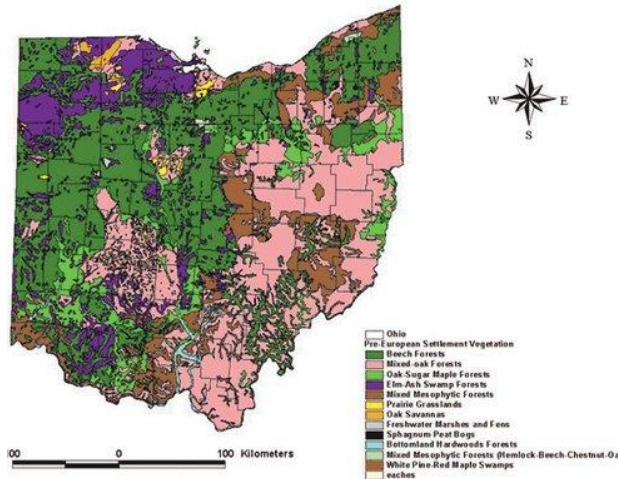 N
W E
S
Ohio
Pre-European Settlement Vegetation
Beech Forests
Mixed-oak Forests
Oak-Sugar Maple Forests
Elm-Ash Swamp Forests
Mixed Mesophytic Forests
Prairie Grasslands
Oak Savannas
Freshwater Marshes and Fens
Sphagnum Peat Bogs
Bottomland Hardwoods Forests
Mixed Mesophytic Forests (Hemlock-Beech-Chestnut-Oa
White Pine-Red Maple Swamps
eaches
00 0 100 Kilometers